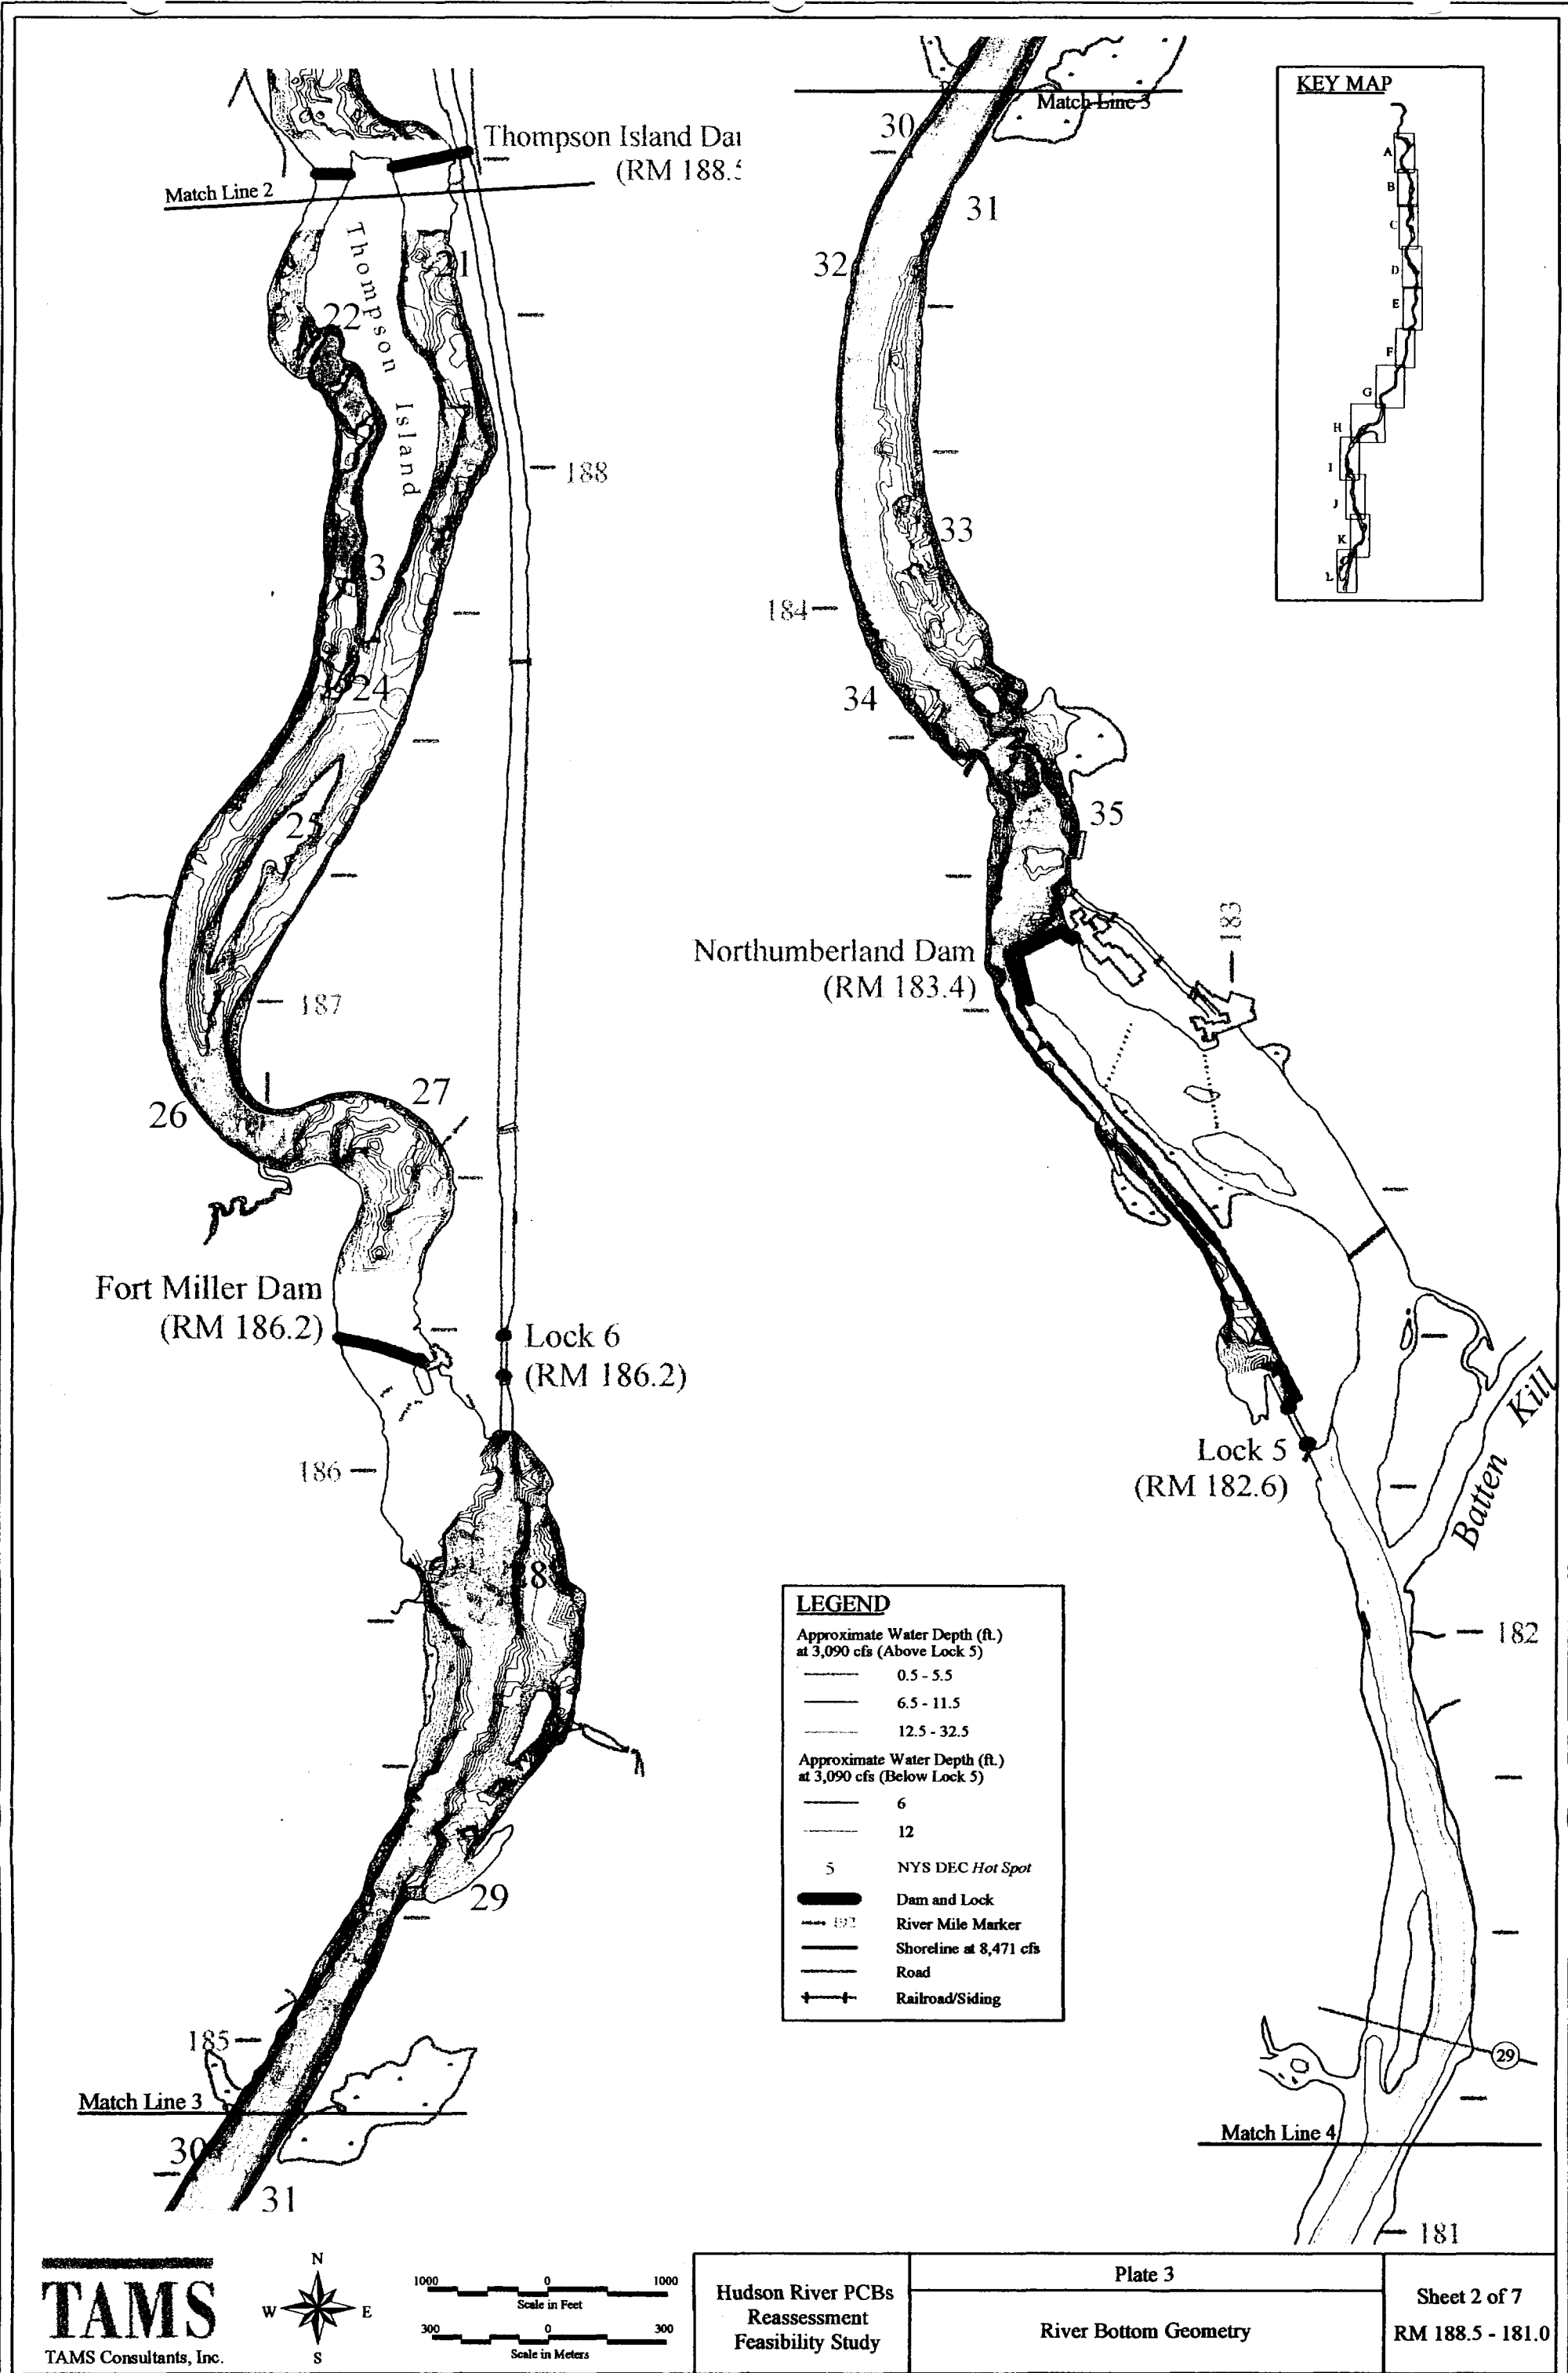 Thompson Island Dar
(RM 188.5
Match Line 2
Thompson Island
21
22
188
3
24
25
187
26
27
Fort Miller Dam
(RM 186.2)
Lock 6
(RM 186.2)
186
28
29
185
Match Line 3
30
31
Match Line 3
30
31
32
33
184
34
35
Northumberland Dam
(RM 183.4)
183
Lock 5
(RM 182.6)
Batten Kill
182
29
Match Line 4
181
KEY MAP
A
B
C
D
E
F
G
H
I
J
K
L
LEGEND
Approximate Water Depth (ft.)
at 3,090 cfs (Above Lock 5)
0.5 - 5.5
6.5 - 11.5
12.5 - 32.5
Approximate Water Depth (ft.)
at 3,090 cfs (Below Lock 5)
6
12
5 NYS DEC Hot Spot
Dam and Lock
192 River Mile Marker
Shoreline at 8,471 cfs
Road
Railroad/Siding
TAMS
TAMS Consultants, Inc.
N
W E
S
1000 0 1000
Scale in Feet
300 0 300
Scale in Meters
Hudson River PCBs
Reassessment
Feasibility Study
Plate 3
River Bottom Geometry
Sheet 2 of 7
RM 188.5 - 181.0